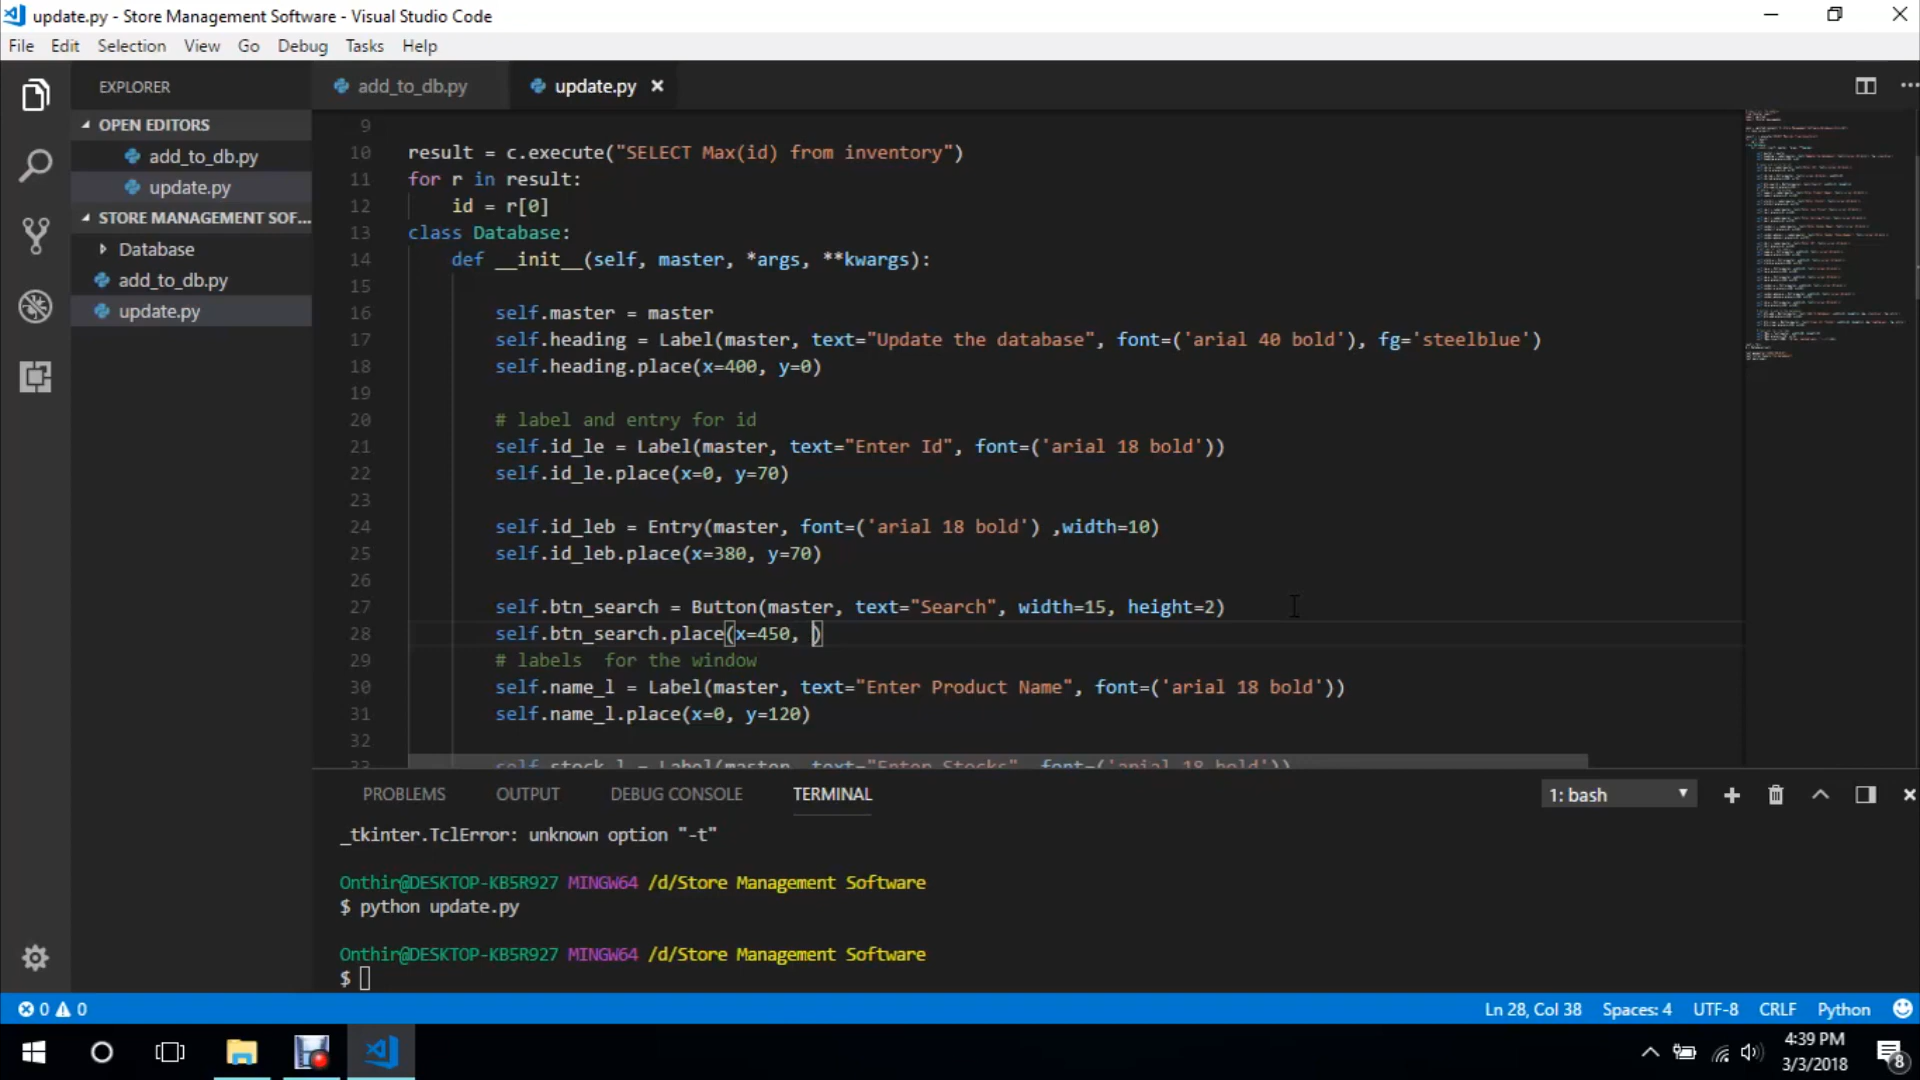 update.py - Store Management Software - Visual Studio Code
File Edit Selection View Go Debug Tasks Help
EXPLORER
add_to_db.py
update.py
OPEN EDITORS
add_to_db.py
update.py
STORE MANAGEMENT SOF...
Database
add_to_db.py
update.py
9
10 result = c.execute("SELECT Max(id) from inventory")
11 for r in result:
12 id = r[0]
13 class Database:
14 def __init__(self, master, *args, **kwargs):
15
16 self.master = master
17 self.heading = Label(master, text="Update the database", font=('arial 40 bold'), fg='steelblue')
18 self.heading.place(x=400, y=0)
19
20 # label and entry for id
21 self.id_le = Label(master, text="Enter Id", font=('arial 18 bold'))
22 self.id_le.place(x=0, y=70)
23
24 self.id_leb = Entry(master, font=('arial 18 bold') ,width=10)
25 self.id_leb.place(x=380, y=70)
26
27 self.btn_search = Button(master, text="Search", width=15, height=2)
28 self.btn_search.place(x=450, )
29 # labels  for the window
30 self.name_l = Label(master, text="Enter Product Name", font=('arial 18 bold'))
31 self.name_l.place(x=0, y=120)
32
33 self.stock_l = Label(master, text="Enter Stocks", font=('arial 18 bold'))
PROBLEMS OUTPUT DEBUG CONSOLE TERMINAL
1: bash
_tkinter.TclError: unknown option "-t"
Onthir@DESKTOP-KB5R927 MINGW64 /d/Store Management Software
$ python update.py
Onthir@DESKTOP-KB5R927 MINGW64 /d/Store Management Software
$
0 0
Ln 28, Col 38 Spaces: 4 UTF-8 CRLF Python
4:39 PM
3/3/2018
8